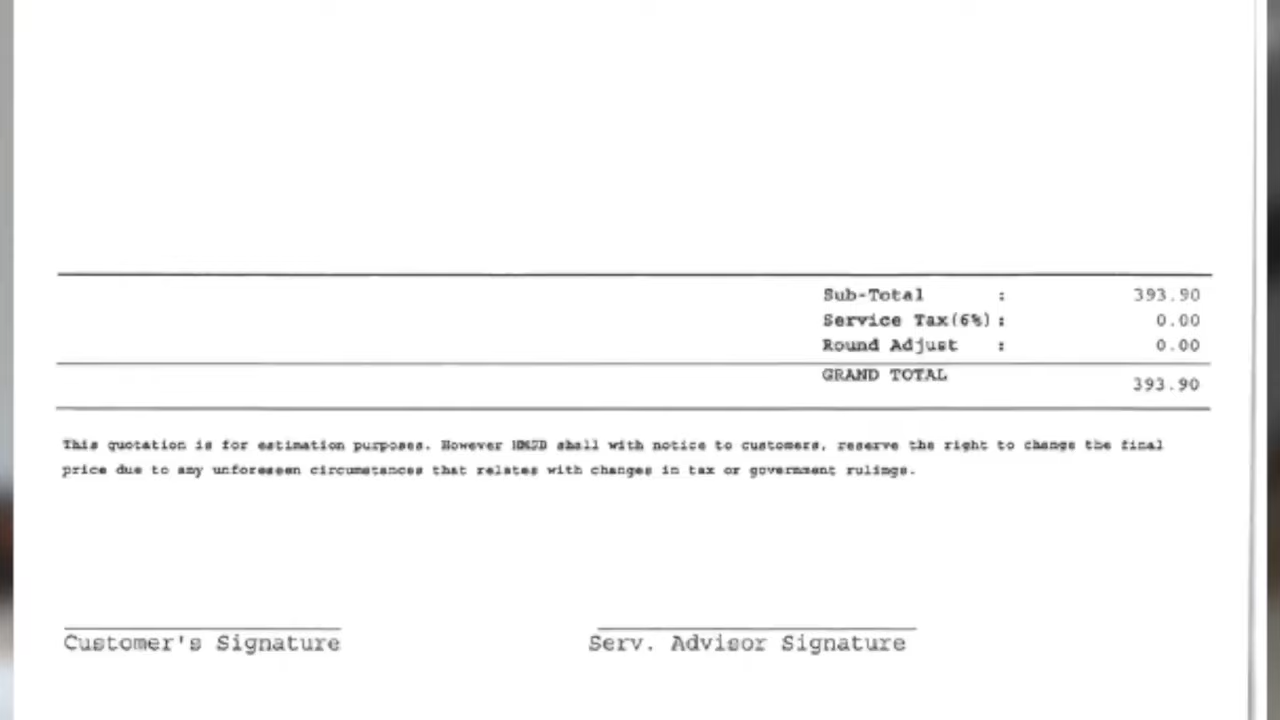 Sub-Total : 393.90
Service Tax(6%): 0.00
Round Adjust : 0.00
GRAND TOTAL 393.90
This quotation is for estimation purposes. However shall with notice to customers, reserve the right to change the final
price due to any unforeseen circumstances that relates with changes in tax or government rulings.
Customer's Signature Serv. Advisor Signature